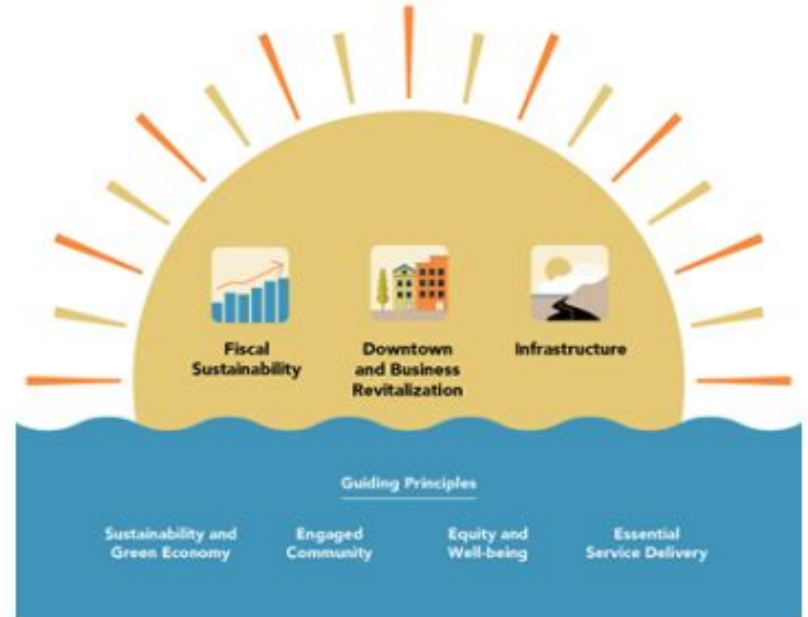 Fiscal
Sustainability
Downtown
and Business
Revitalization
Infrastructure
Guiding Principles
Sustainability and
Green Economy
Engaged
Community
Equity and
Well-being
Essential
Service Delivery